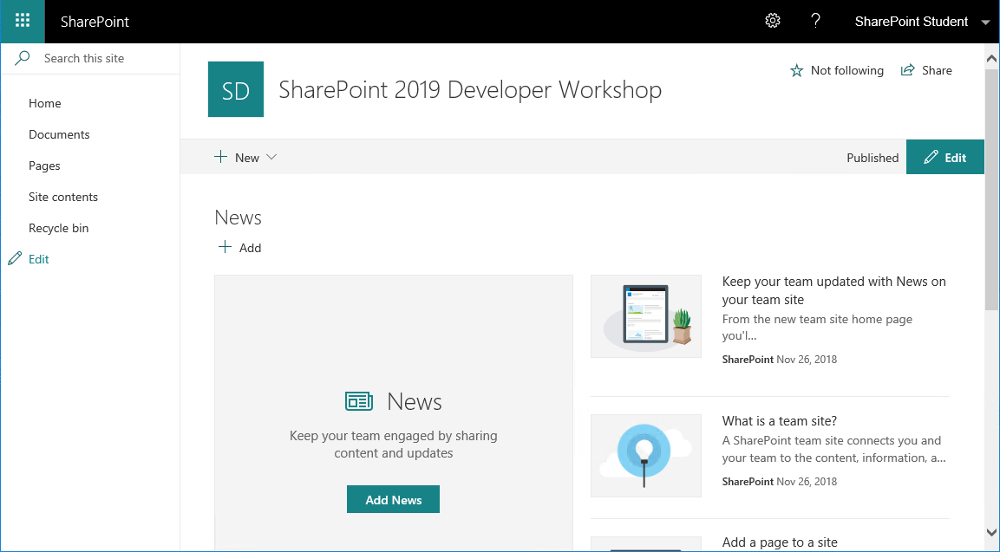 SharePoint
?
SharePoint Student
Search this site
Home
Documents
Pages
Site contents
Recycle bin
Edit
SD
SharePoint 2019 Developer Workshop
Not following
Share
New
Published
Edit
News
Add
News
Keep your team engaged by sharing
content and updates
Add News
Keep your team updated with News on
your team site
From the new team site home page
you'l...
SharePoint Nov 26, 2018
What is a team site?
A SharePoint team site connects you and
your team to the content, information, a...
SharePoint Nov 26, 2018
Add a page to a site